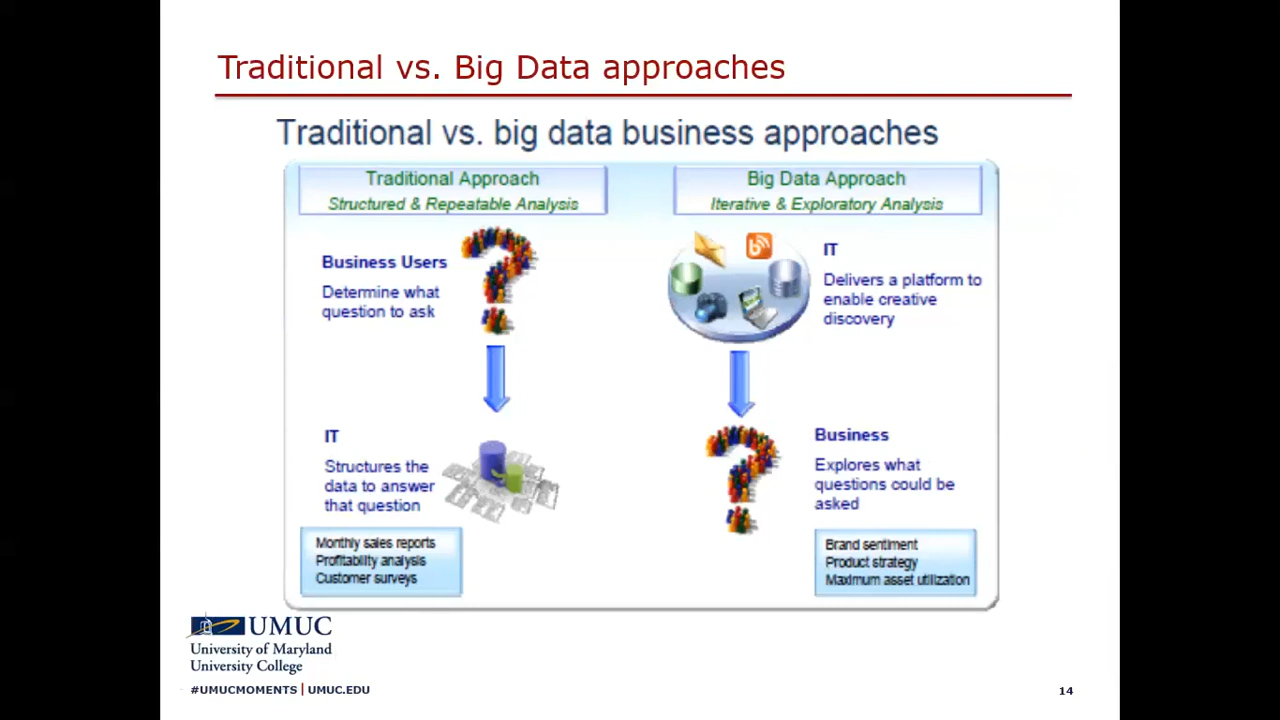 Traditional vs. Big Data approaches
Traditional vs. big data business approaches
Traditional Approach
Structured & Repeatable Analysis
Business Users
Determine what
question to ask
IT
Structures the
data to answer
that question
Monthly sales reports
Profitability analysis
Customer surveys
Big Data Approach
Iterative & Exploratory Analysis
IT
Delivers a platform to
enable creative
discovery
Business
Explores what
questions could be
asked
Brand sentiment
Product strategy
Maximum asset utilization
UMUC
University of Maryland
University College
#UMUCMOMENTS | UMUC.EDU
14